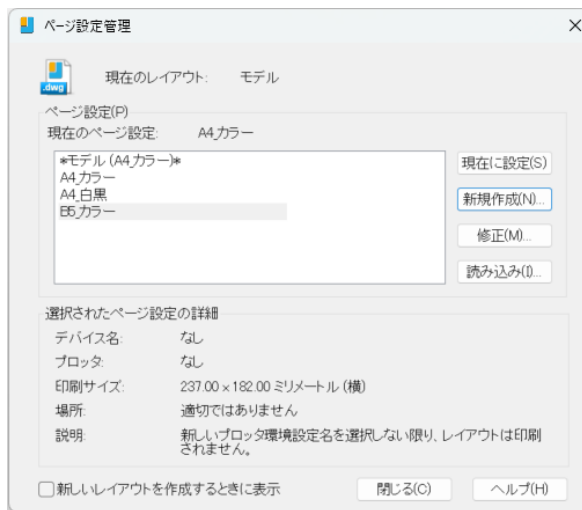 ページ設定管理
.dwg
現在のレイアウト: モデル
ページ設定(P)
現在のページ設定: A4_カラー
*モデル (A4_カラー)*
A4_カラー
A4_白黒
B5_カラー
現在に設定(S)
新規作成(N)...
修正(M)...
読み込み(I)...
選択されたページ設定の詳細
デバイス名: なし
プロッタ: なし
印刷サイズ: 237.00 x 182.00 ミリメートル (横)
場所: 適切ではありません
説明: 新しいプロッタ環境設定名を選択しない限り、レイアウトは印刷
されません。
新しいレイアウトを作成するときに表示
閉じる(C)
ヘルプ(H)